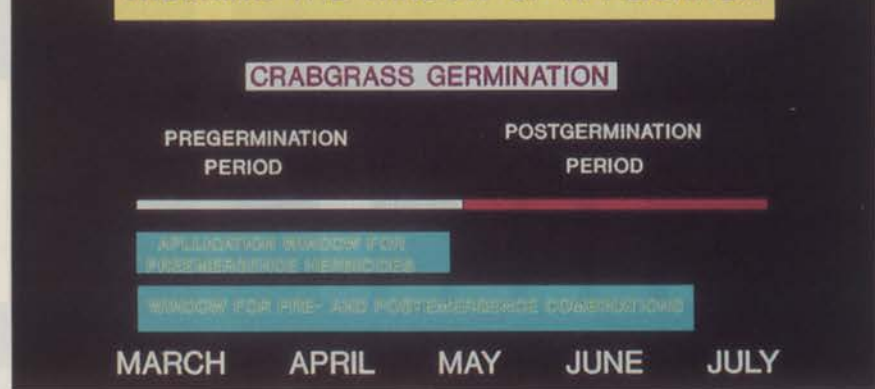 CRABGRASS GERMINATION
PREGERMINATION
PERIOD
POSTGERMINATION
PERIOD
APLLICATION WINDOW FOR
PREEMERGENCE HERBICIDES
WINDOW FOR PRE- AND POSTEMERGENCE COMBINATIONS
MARCH APRIL MAY JUNE JULY